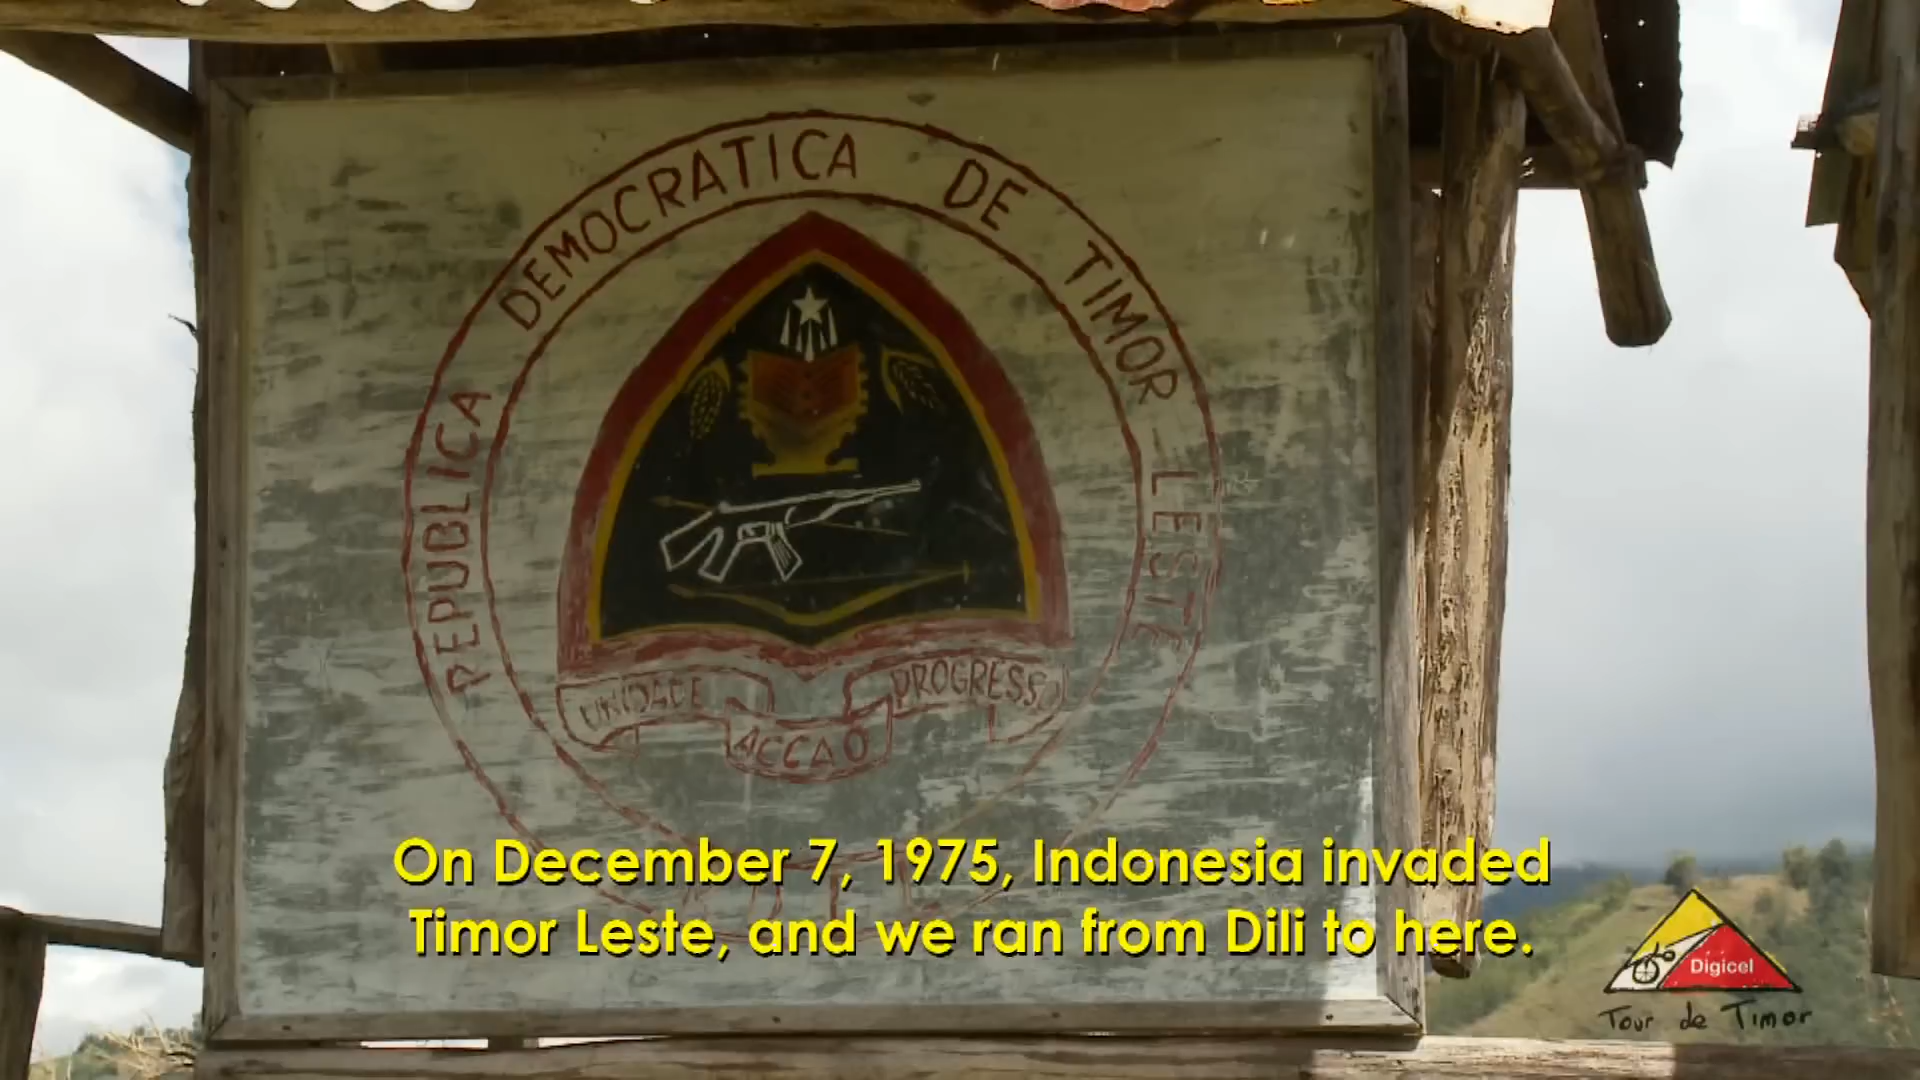 REPUBLICA DEMOCRATICA DE TIMOR-LESTE
UNIDADE
ACCAO
PROGRESSO
On December 7, 1975, Indonesia invaded
Timor Leste, and we ran from Dili to here.
Digicel
Tour de Timor